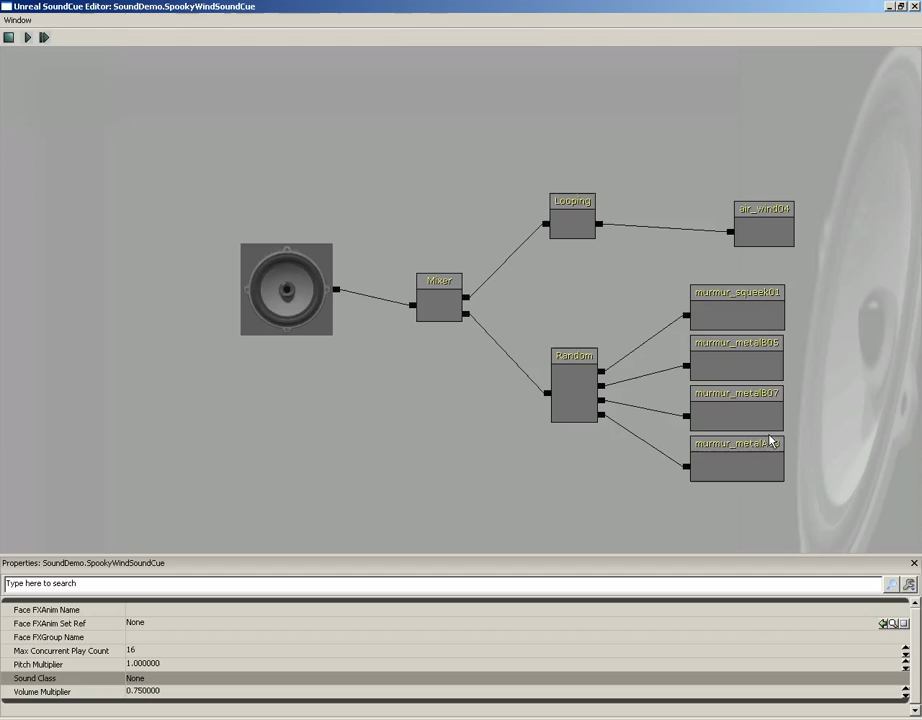 Unreal SoundCue Editor: SoundDemo.SpookyWindSoundCue
Window
Looping
air_wind04
Mixer
murmur_squeek01
murmur_metalB05
Random
murmur_metalB07
Properties: SoundDemo.SpookyWindSoundCue
Type here to search
Face FXAnim Name
Face FXAnim Set Ref None
Face FXGroup Name
Max Concurrent Play Count 16
Pitch Multiplier 1.000000
Sound Class None
Volume Multiplier 0.750000